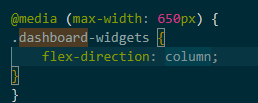 @media (max-width: 650px) {
.dashboard-widgets {
flex-direction: column;
}
}